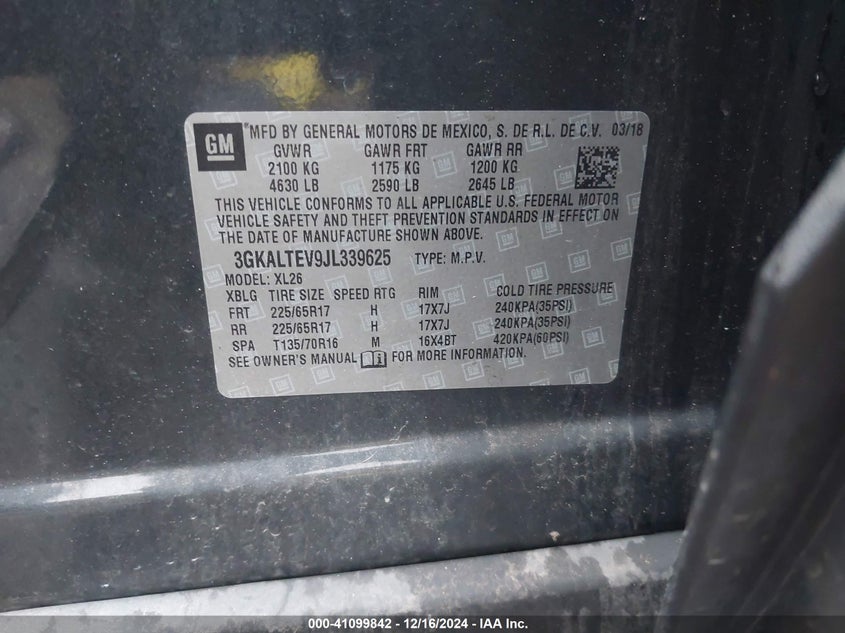 GM
*MFD BY GENERAL MOTORS DE MEXICO, S. DE R.L. DE C.V. 03/18
GVWR GAWR FRT GAWR RR
2100 KG 1175 KG 1200 KG
4630 LB 2590 LB 2645 LB
THIS VEHICLE CONFORMS TO ALL APPLICABLE U.S. FEDERAL MOTOR
VEHICLE SAFETY AND THEFT PREVENTION STANDARDS IN EFFECT ON
THE DATE OF MANUFACTURE SHOWN ABOVE.
3GKALTEV9JL339625 TYPE: M.P.V.
MODEL: XL26
XBLG TIRE SIZE SPEED RTG RIM COLD TIRE PRESSURE
FRT 225/65R17 H 17X7J 240KPA(35PSI)
RR 225/65R17 H 17X7J 240KPA(35PSI)
SPA T135/70R16 M 16X4BT 420KPA(60PSI)
SEE OWNER'S MANUAL FOR MORE INFORMATION.
000-41099842 - 12/16/2024 - IAA Inc.